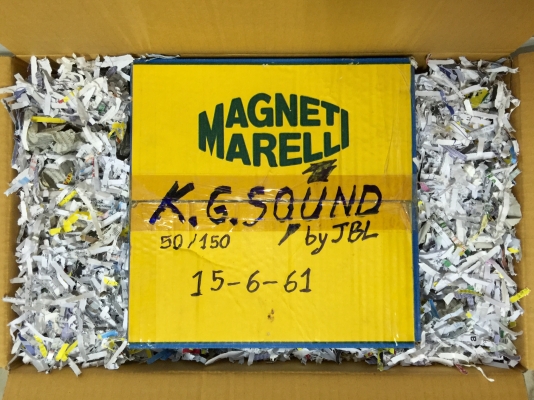 MAGNETI
MARELLI
K.G. SOUND
50/150 by JBL
15-6-61